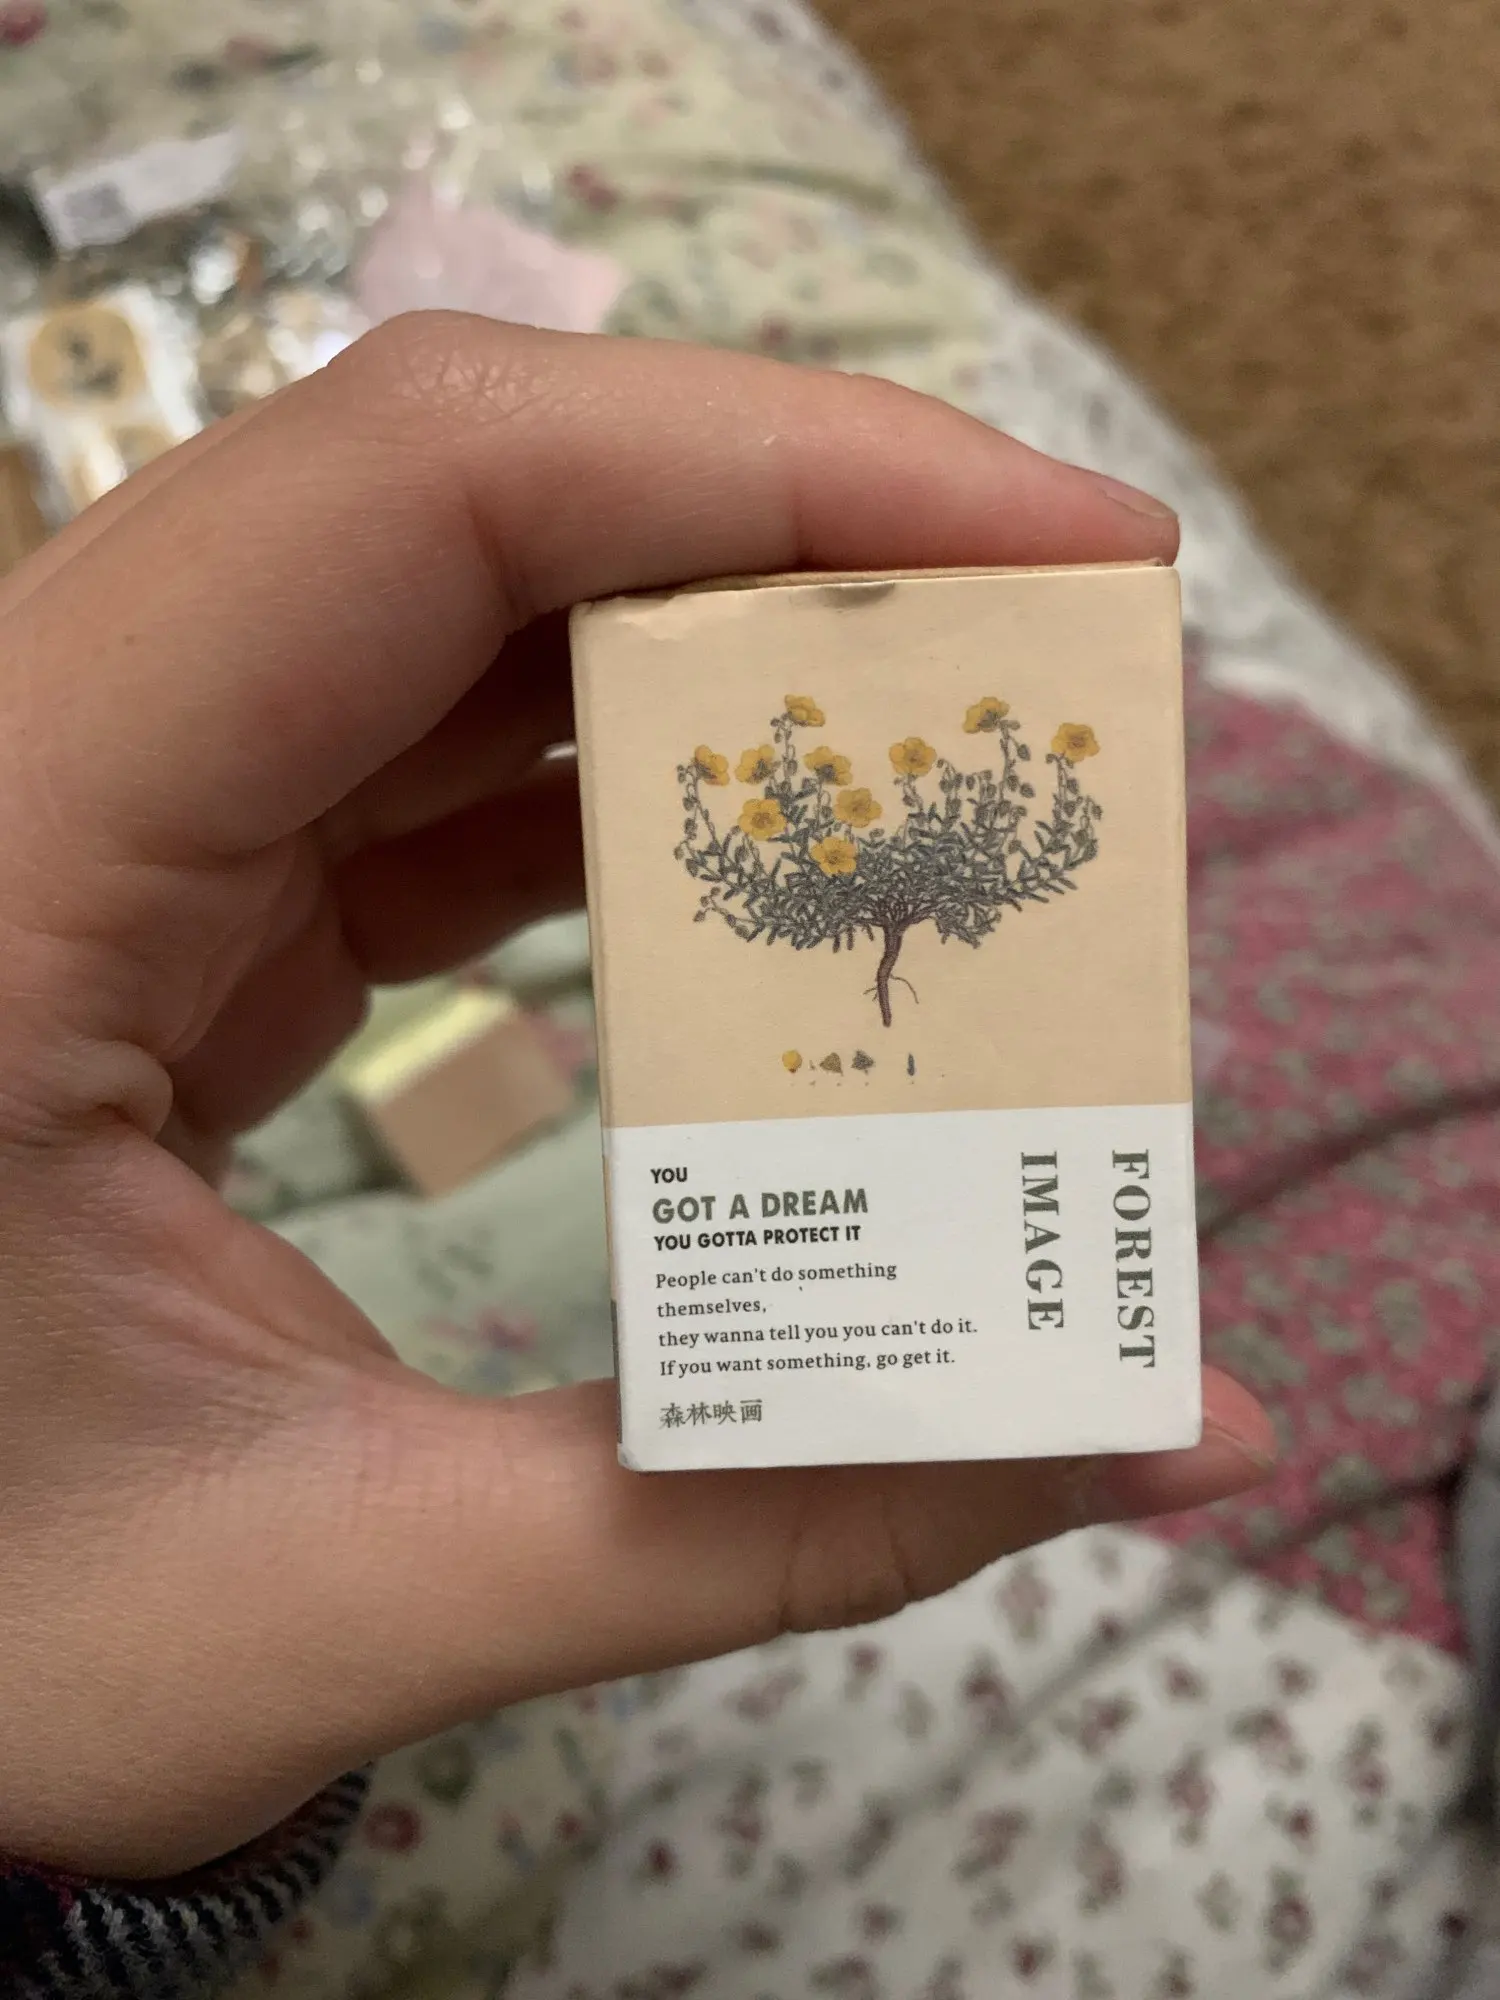 YOU
GOT A DREAM
YOU GOTTA PROTECT IT
People can't do something
themselves,
they wanna tell you you can't do it.
If you want something, go get it.
森林映画
FOREST
IMAGE